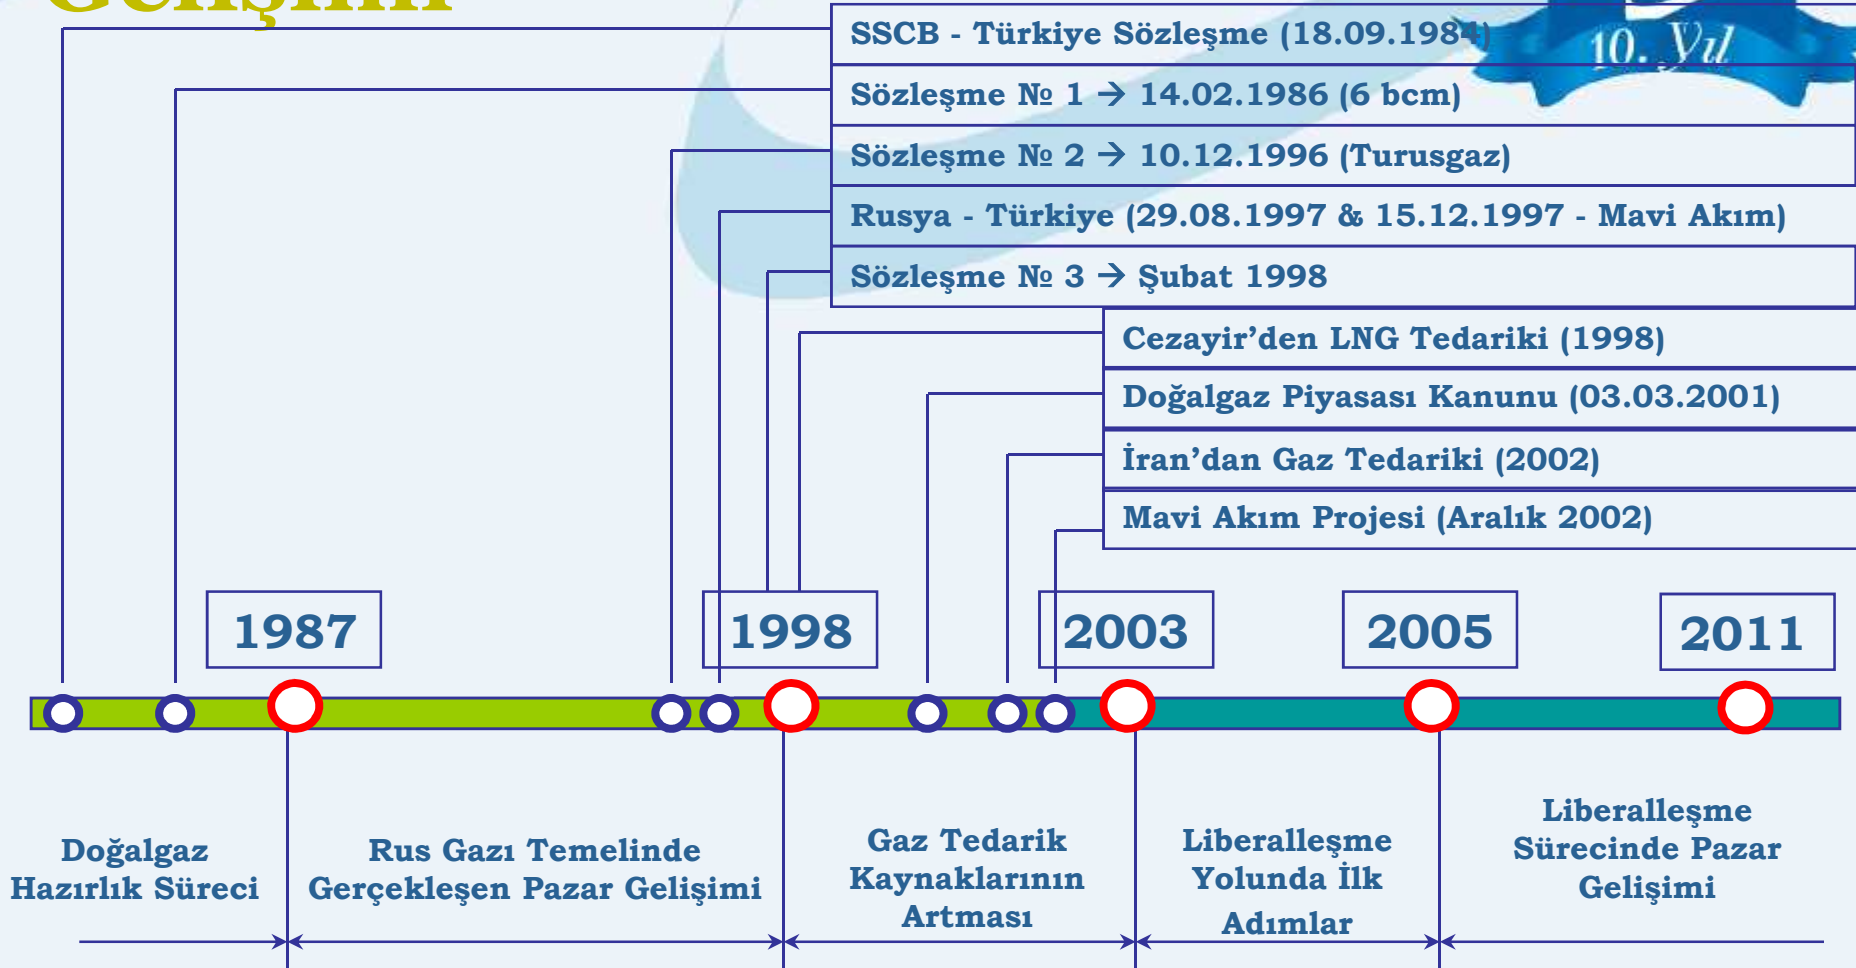 Gelişimi
10. Yıl
SSCB - Türkiye Sözleşme (18.09.1984)
Sözleşme № 1 → 14.02.1986 (6 bcm)
Sözleşme № 2 → 10.12.1996 (Turusgaz)
Rusya - Türkiye (29.08.1997 & 15.12.1997 - Mavi Akım)
Sözleşme № 3 → Şubat 1998
Cezayir’den LNG Tedariki (1998)
Doğalgaz Piyasası Kanunu (03.03.2001)
İran’dan Gaz Tedariki (2002)
Mavi Akım Projesi (Aralık 2002)
1987
1998
2003
2005
2011
Doğalgaz
Hazırlık Süreci
Rus Gazı Temelinde
Gerçekleşen Pazar Gelişimi
Gaz Tedarik
Kaynaklarının
Artması
Liberalleşme
Yolunda İlk
Adımlar
Liberalleşme
Sürecinde Pazar
Gelişimi